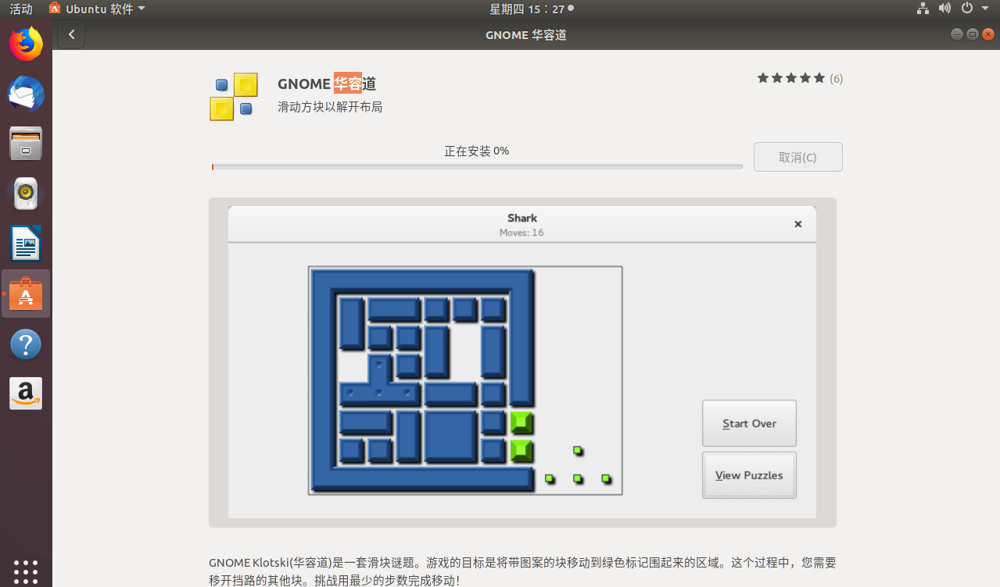 活动
Ubuntu 软件
星期四 15：27
GNOME 华容道
GNOME 华容道
(6)
滑动方块以解开布局
正在安装 0%
取消(C)
Shark
Moves: 16
Start Over
View Puzzles
GNOME Klotski(华容道)是一套滑块谜题。游戏的目标是将带图案的块移动到绿色标记围起来的区域。这个过程中，您需要
移开挡路的其他块。挑战用最少的步数完成移动！